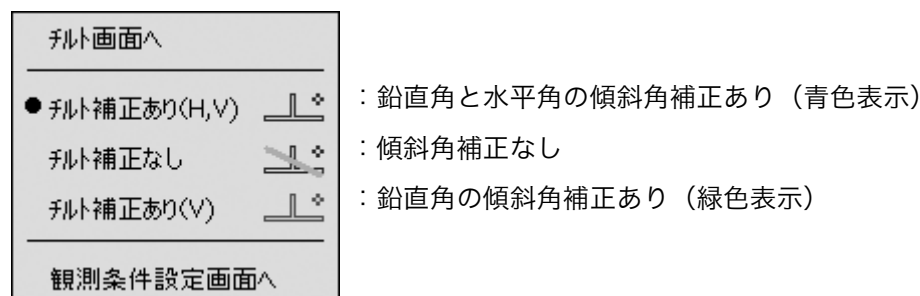 ﾁﾙﾄ画面へ
ﾁﾙﾄ補正あり(H,V)
：鉛直角と水平角の傾斜角補正あり（青色表示）
ﾁﾙﾄ補正なし
：傾斜角補正なし
ﾁﾙﾄ補正あり(V)
：鉛直角の傾斜角補正あり（緑色表示）
観測条件設定画面へ